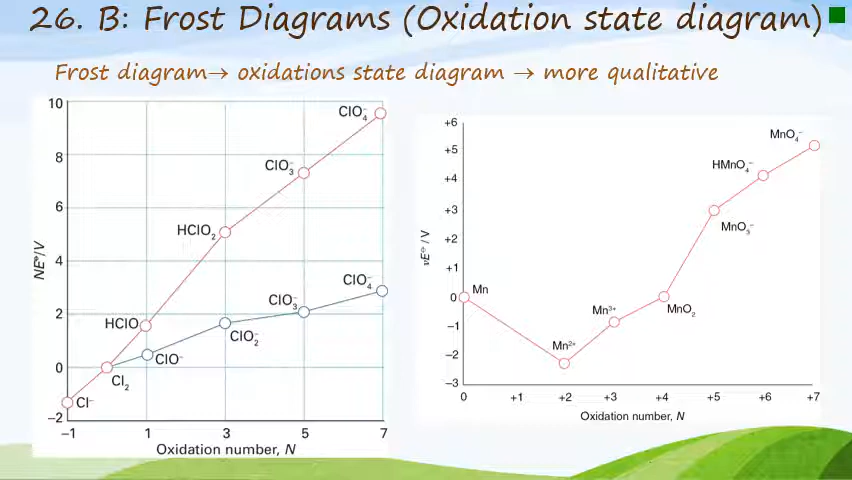 26. B: Frost Diagrams (Oxidation state diagram)
Frost diagram→ oxidations state diagram → more qualitative
10
8
6
4
2
0
−2
NE°/V
ClO₄⁻
ClO₃⁻
HClO₂
ClO₄⁻
ClO₃⁻
HClO
ClO₂⁻
ClO⁻
Cl₂
Cl⁻
−1
1
3
5
7
Oxidation number, N
+6
+5
+4
+3
+2
+1
0
−1
−2
−3
νE⦵ / V
MnO₄⁻
HMnO₄⁻
MnO₃⁻
Mn
Mn³⁺
MnO₂
Mn²⁺
0
+1
+2
+3
+4
+5
+6
+7
Oxidation number, N